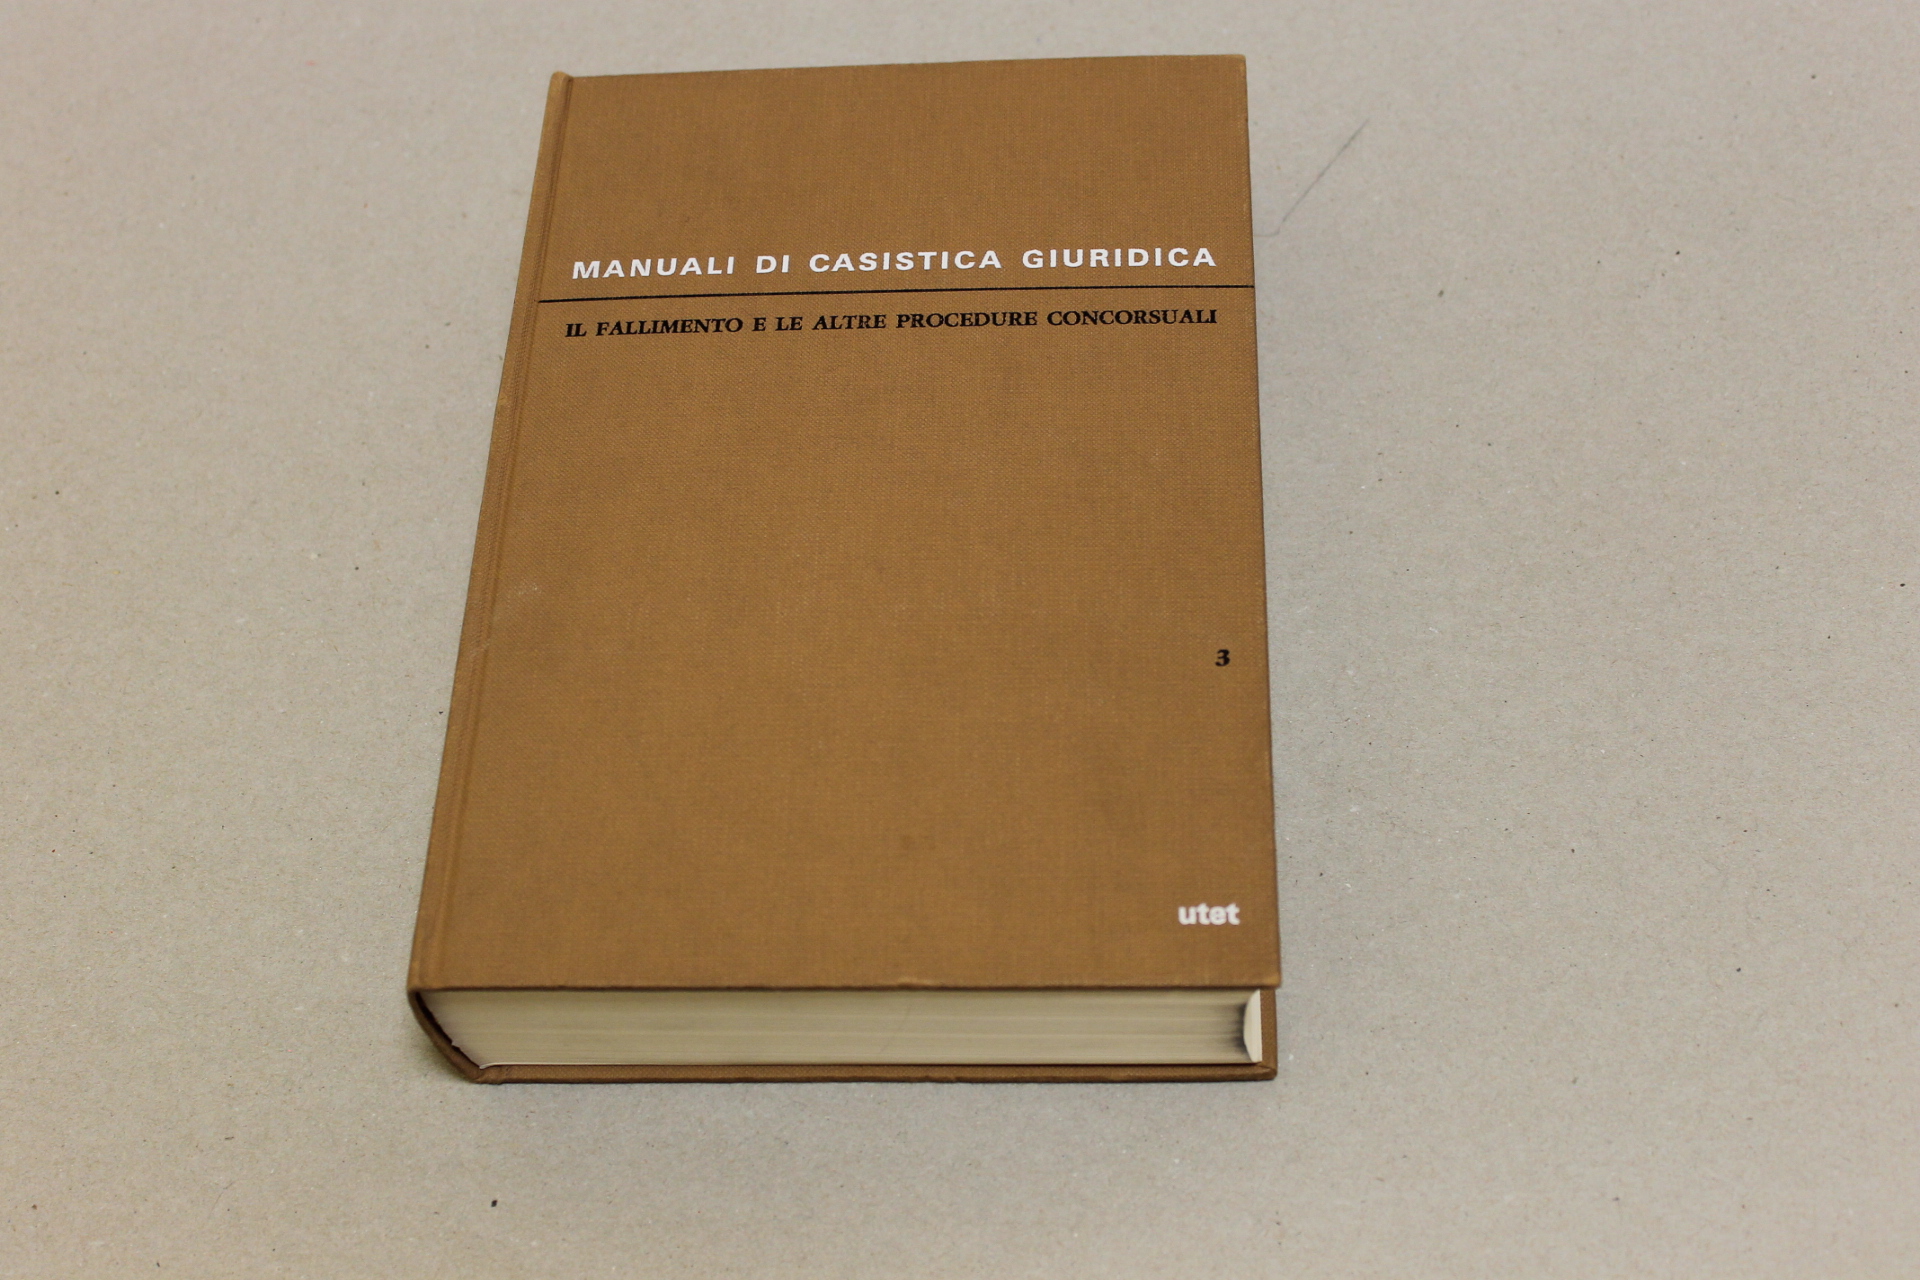 MANUALI DI CASISTICA GIURIDICA
IL FALLIMENTO E LE ALTRE PROCEDURE CONCORSUALI
3
utet